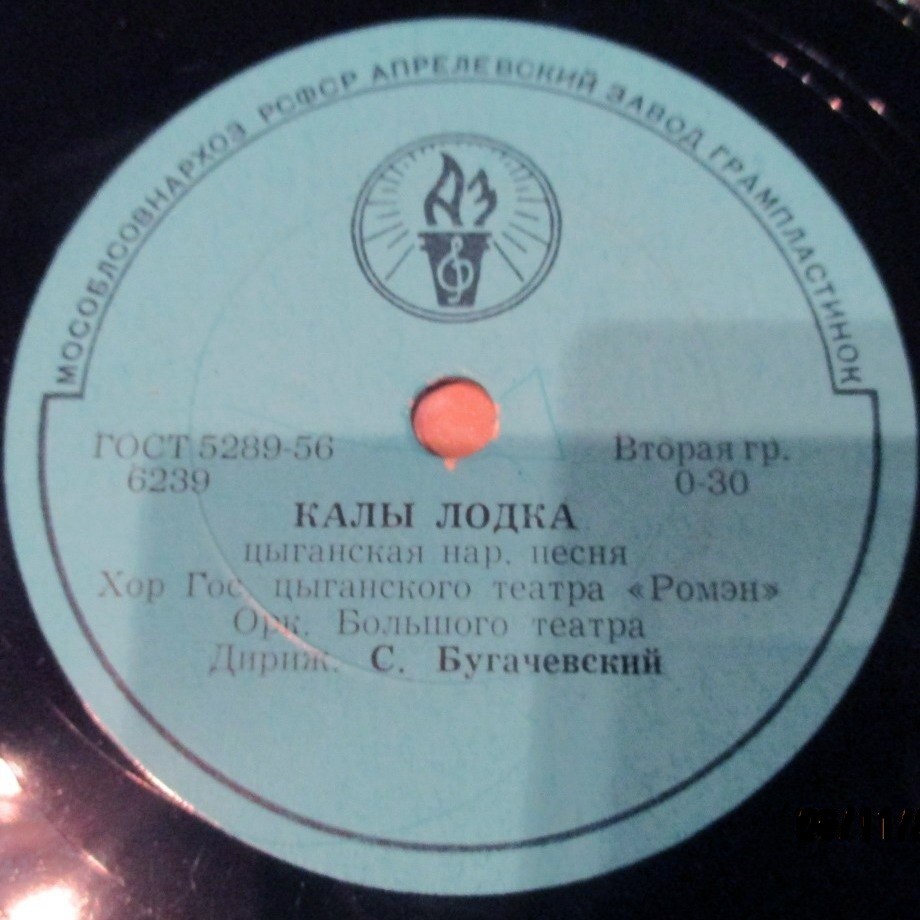 МОСОБЛСОВНАРХОЗ РСФСР АПРЕЛЕВСКИЙ ЗАВОД ГРАМПЛАСТИНОК
АЗ
ГОСТ 5289-56 Вторая гр.
6239 0-30
КАЛЫ ЛОДКА
цыганская нар. песня
Хор Гос. цыганского театра «Ромэн»
Орк. Большого театра
Дириж. С. Бугачевский